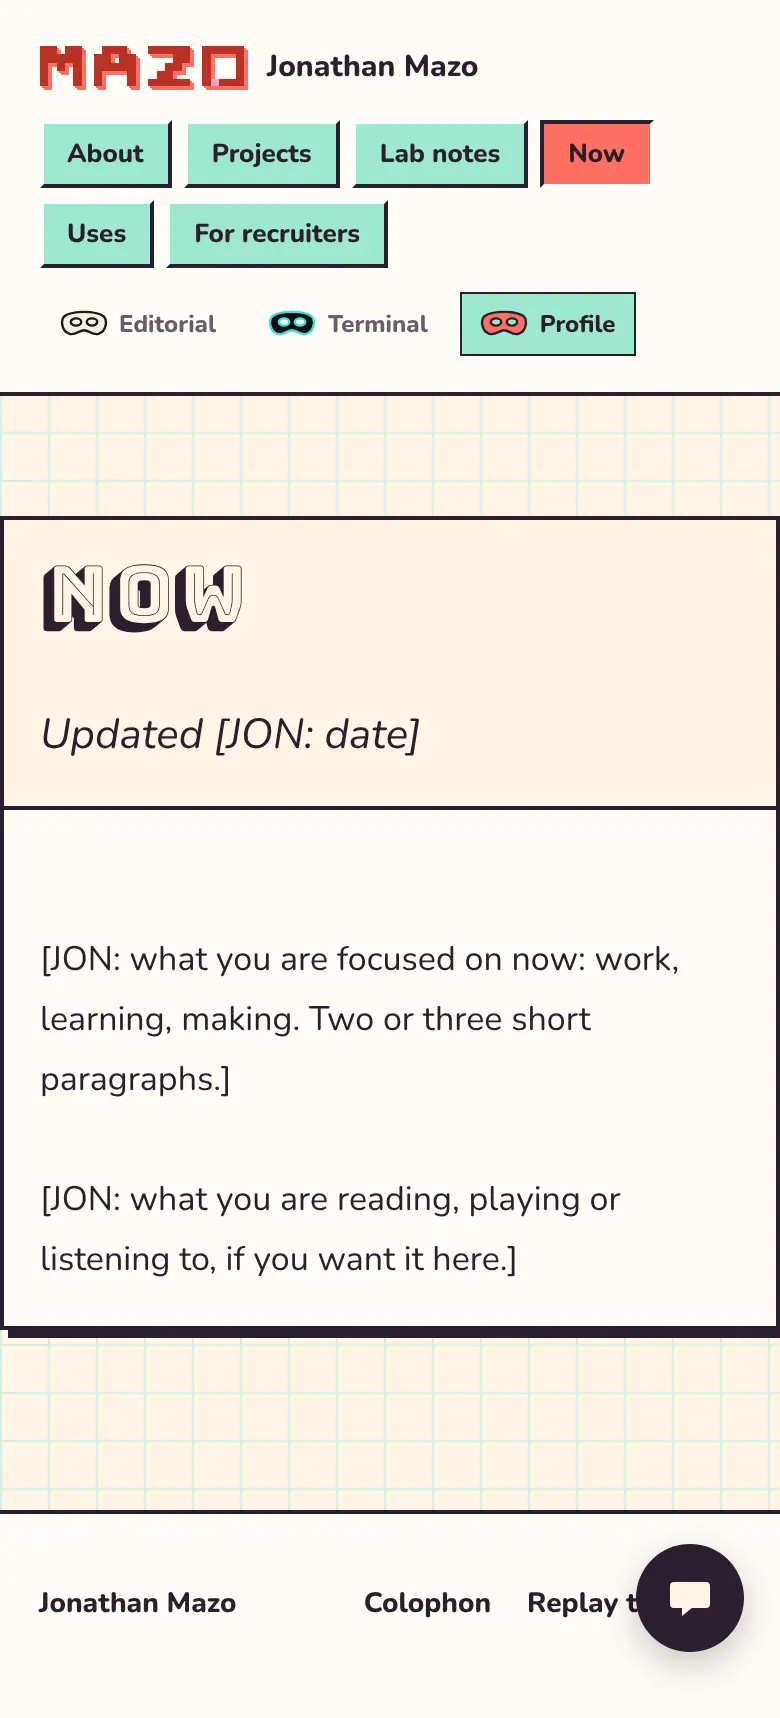 MAZO Jonathan Mazo
About Projects Lab notes Now
Uses For recruiters
Editorial Terminal Profile
NOW
Updated [JON: date]
[JON: what you are focused on now: work,
learning, making. Two or three short
paragraphs.]
[JON: what you are reading, playing or
listening to, if you want it here.]
Jonathan Mazo Colophon Replay